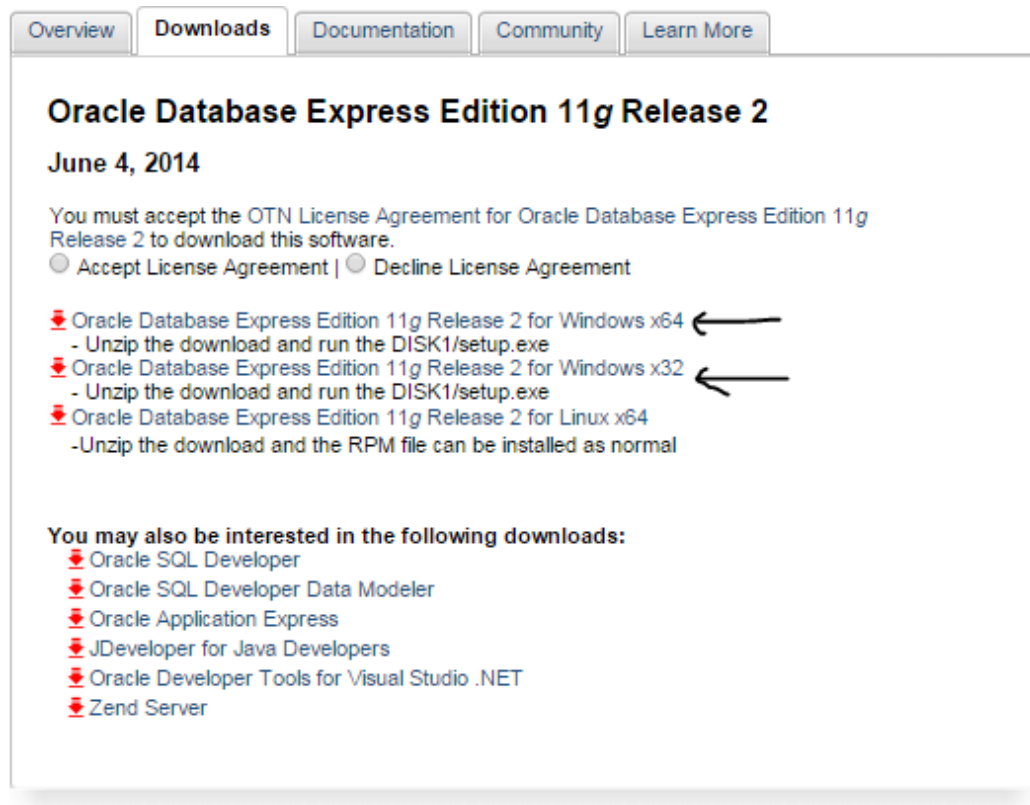 Overview Downloads Documentation Community Learn More
Oracle Database Express Edition 11g Release 2
June 4, 2014
You must accept the OTN License Agreement for Oracle Database Express Edition 11g
Release 2 to download this software.
Accept License Agreement | Decline License Agreement
Oracle Database Express Edition 11g Release 2 for Windows x64
- Unzip the download and run the DISK1/setup.exe
Oracle Database Express Edition 11g Release 2 for Windows x32
- Unzip the download and run the DISK1/setup.exe
Oracle Database Express Edition 11g Release 2 for Linux x64
-Unzip the download and the RPM file can be installed as normal
You may also be interested in the following downloads:
Oracle SQL Developer
Oracle SQL Developer Data Modeler
Oracle Application Express
JDeveloper for Java Developers
Oracle Developer Tools for Visual Studio .NET
Zend Server